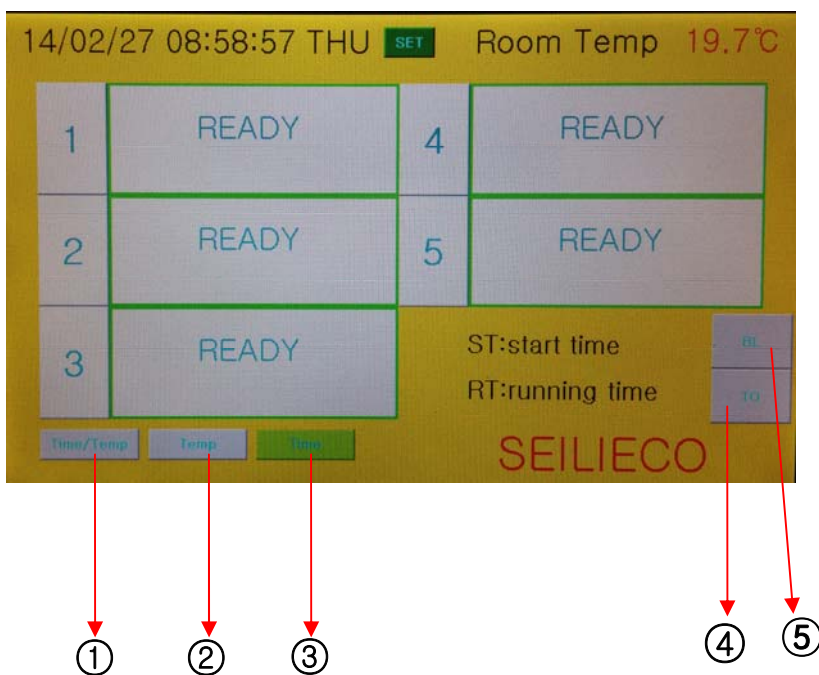 14/02/27 08:58:57 THU SET Room Temp 19.7℃
1 READY 4 READY
2 READY 5 READY
3 READY
ST:start time BL
RT:running time TO
Time/Temp Temp Time
SEILIECO
① ② ③ ④ ⑤